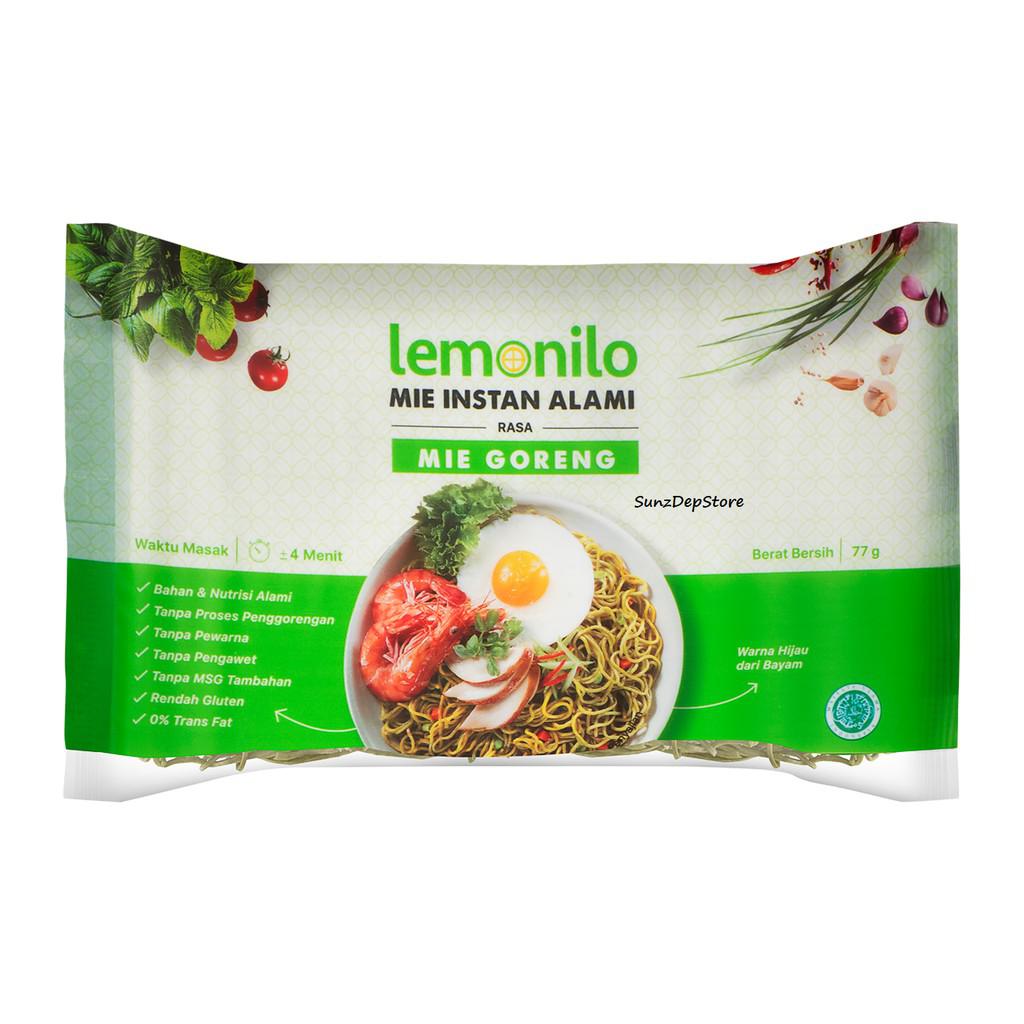 lemonilo
MIE INSTAN ALAMI
RASA
MIE GORENG
SunzDepStore
Waktu Masak
±4 Menit
Berat Bersih
77 g
Bahan & Nutrisi Alami
Tanpa Proses Penggorengan
Tanpa Pewarna
Tanpa Pengawet
Tanpa MSG Tambahan
Rendah Gluten
0% Trans Fat
Warna Hijau
dari Bayam